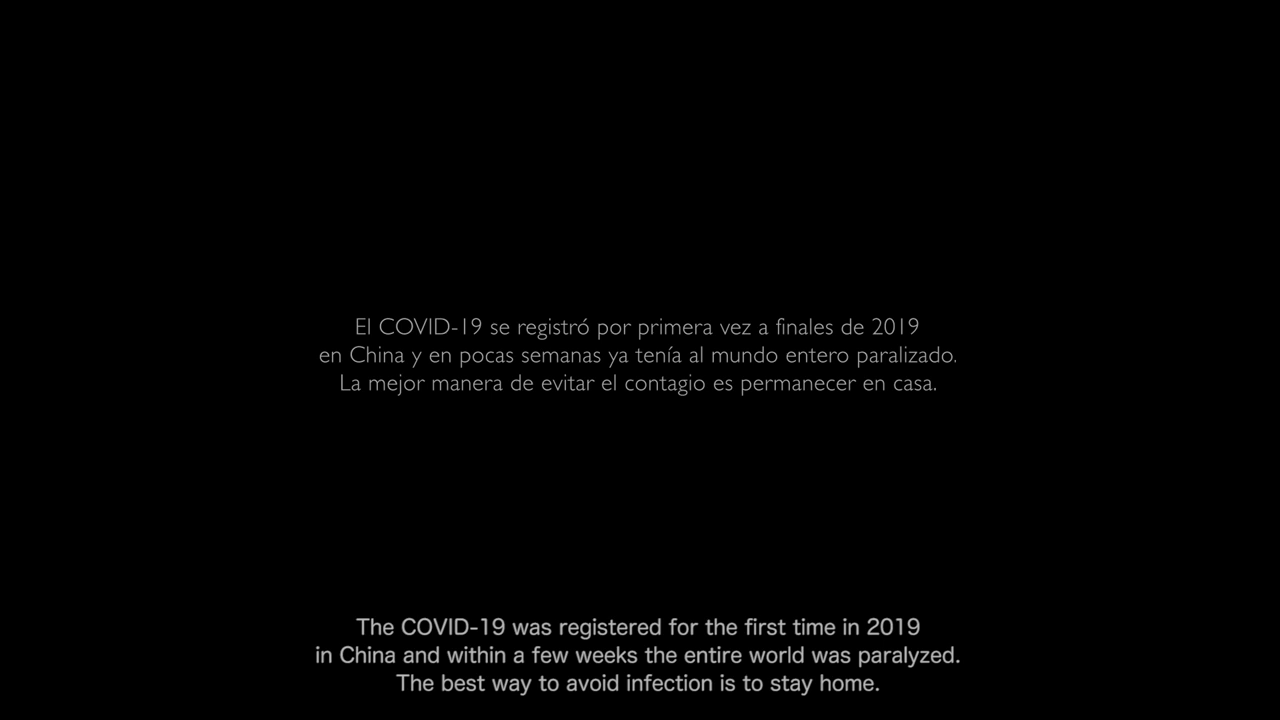 El COVID-19 se registró por primera vez a finales de 2019
en China y en pocas semanas ya tenía al mundo entero paralizado.
La mejor manera de evitar el contagio es permanecer en casa.
The COVID-19 was registered for the first time in 2019
in China and within a few weeks the entire world was paralyzed.
The best way to avoid infection is to stay home.